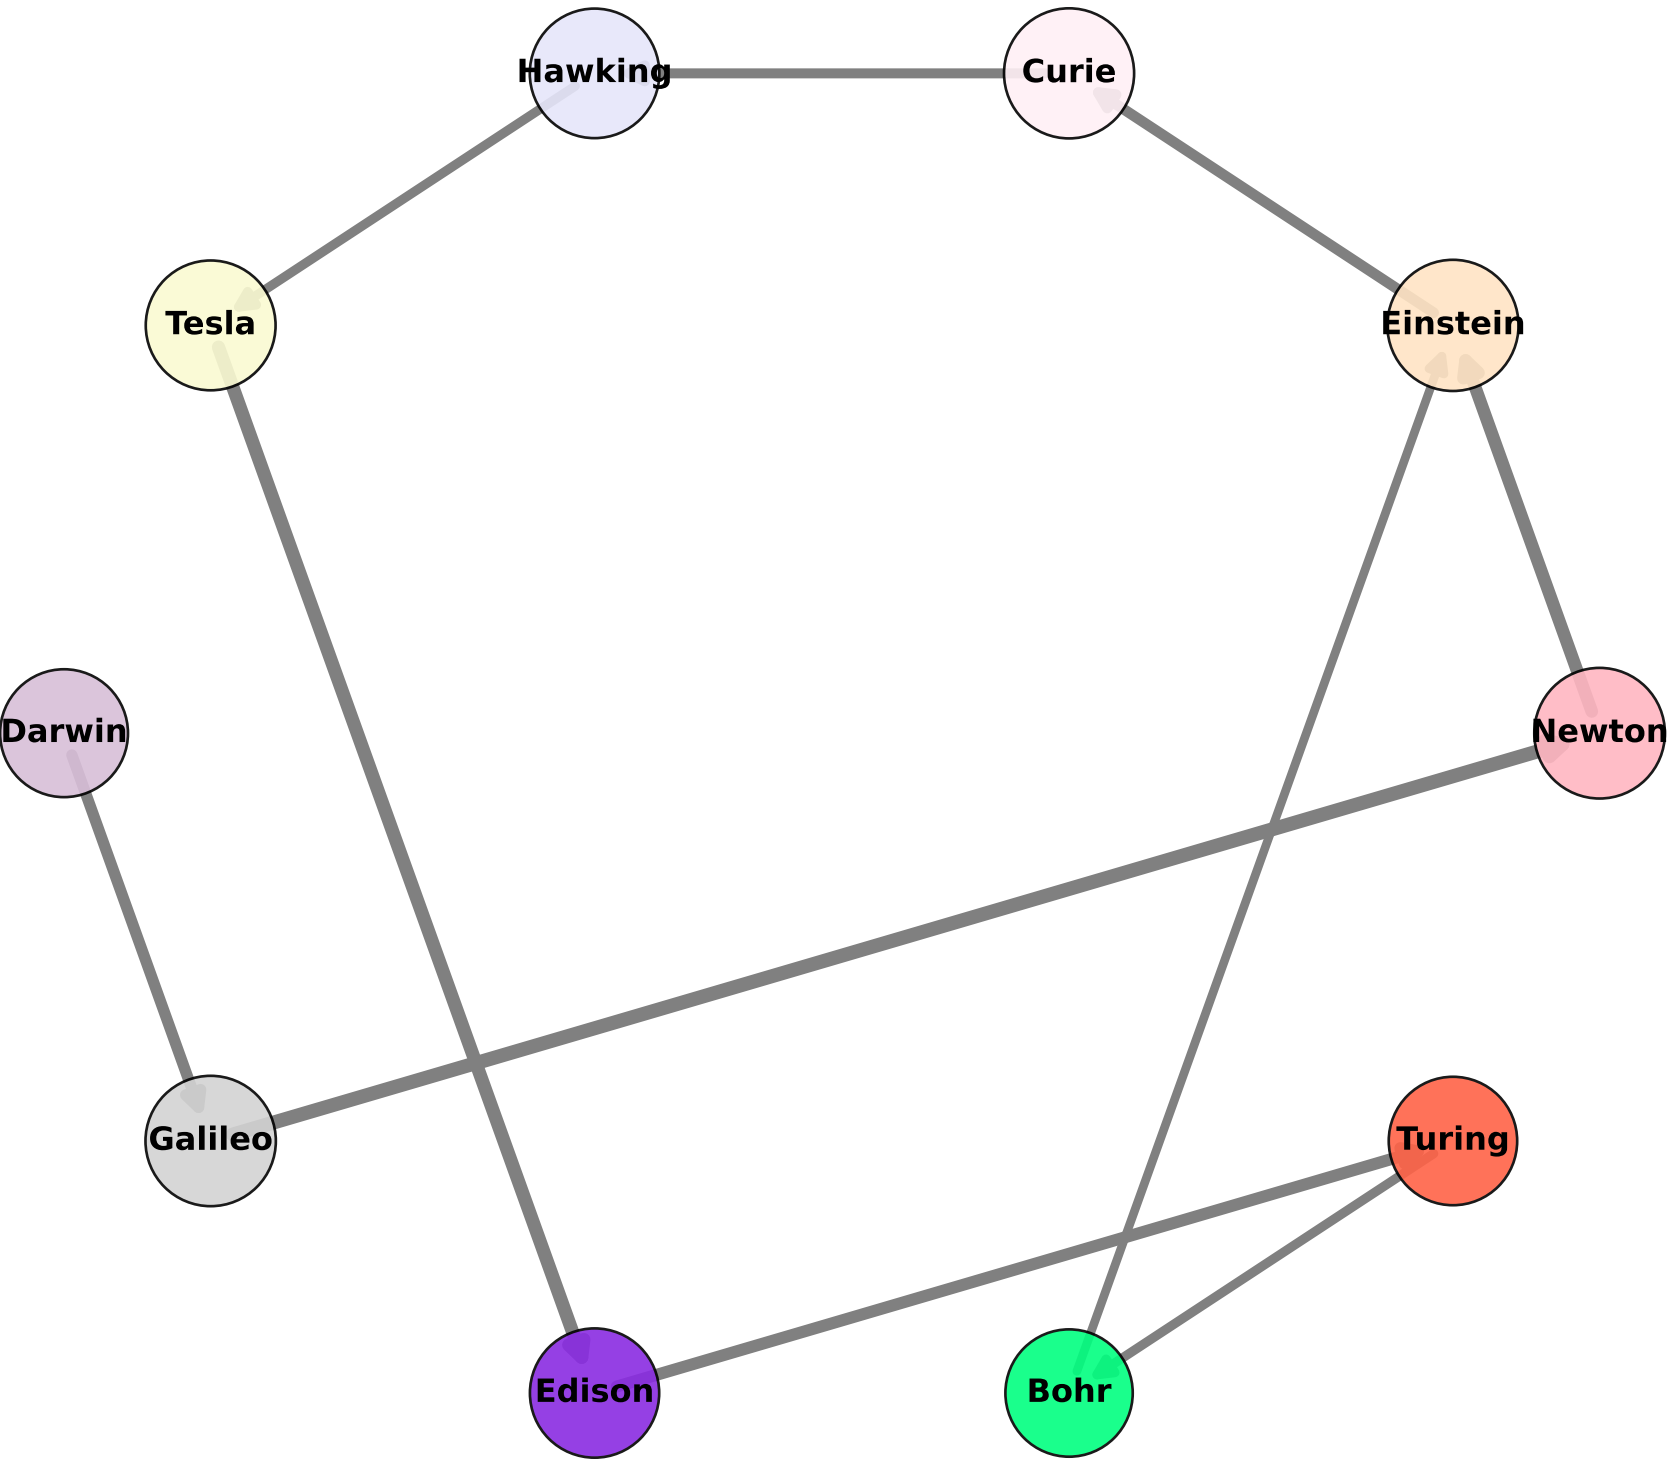 Hawking
Curie
Tesla
Einstein
Darwin
Newton
Galileo
Turing
Edison
Bohr